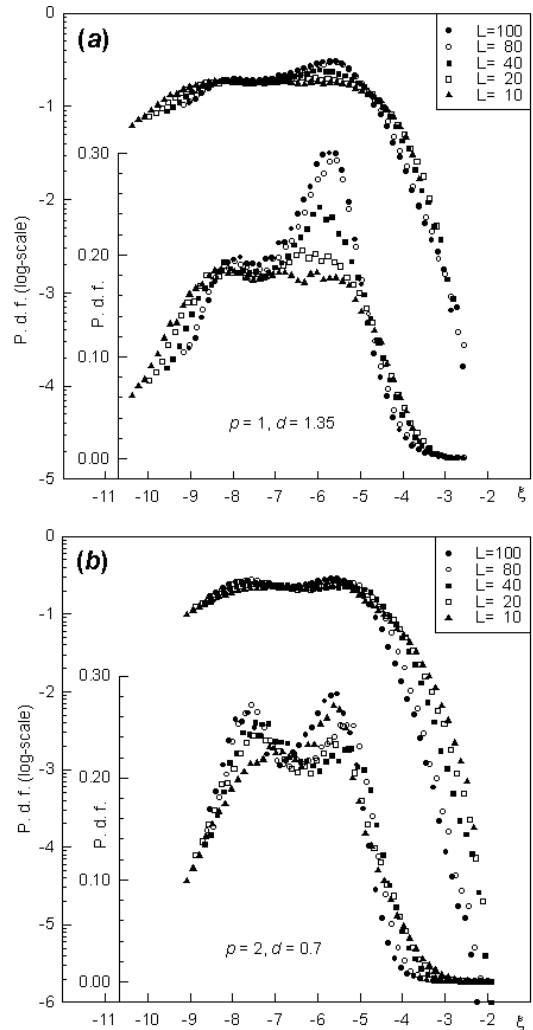 (a)
L=100
L= 80
L= 40
L= 20
L= 10
0
-1
-2
-3
-4
-5
P. d. f. (log-scale)
0.30
0.20
0.10
0.00
P. d. f.
p = 1, d = 1.35
-11 -10 -9 -8 -7 -6 -5 -4 -3 -2 ξ
(b)
L=100
L= 80
L= 40
L= 20
L= 10
0
-1
-2
-3
-4
-5
-6
P. d. f. (log-scale)
0.30
0.20
0.10
0.00
P. d. f.
p = 2, d = 0.7
-11 -10 -9 -8 -7 -6 -5 -4 -3 -2 ξ